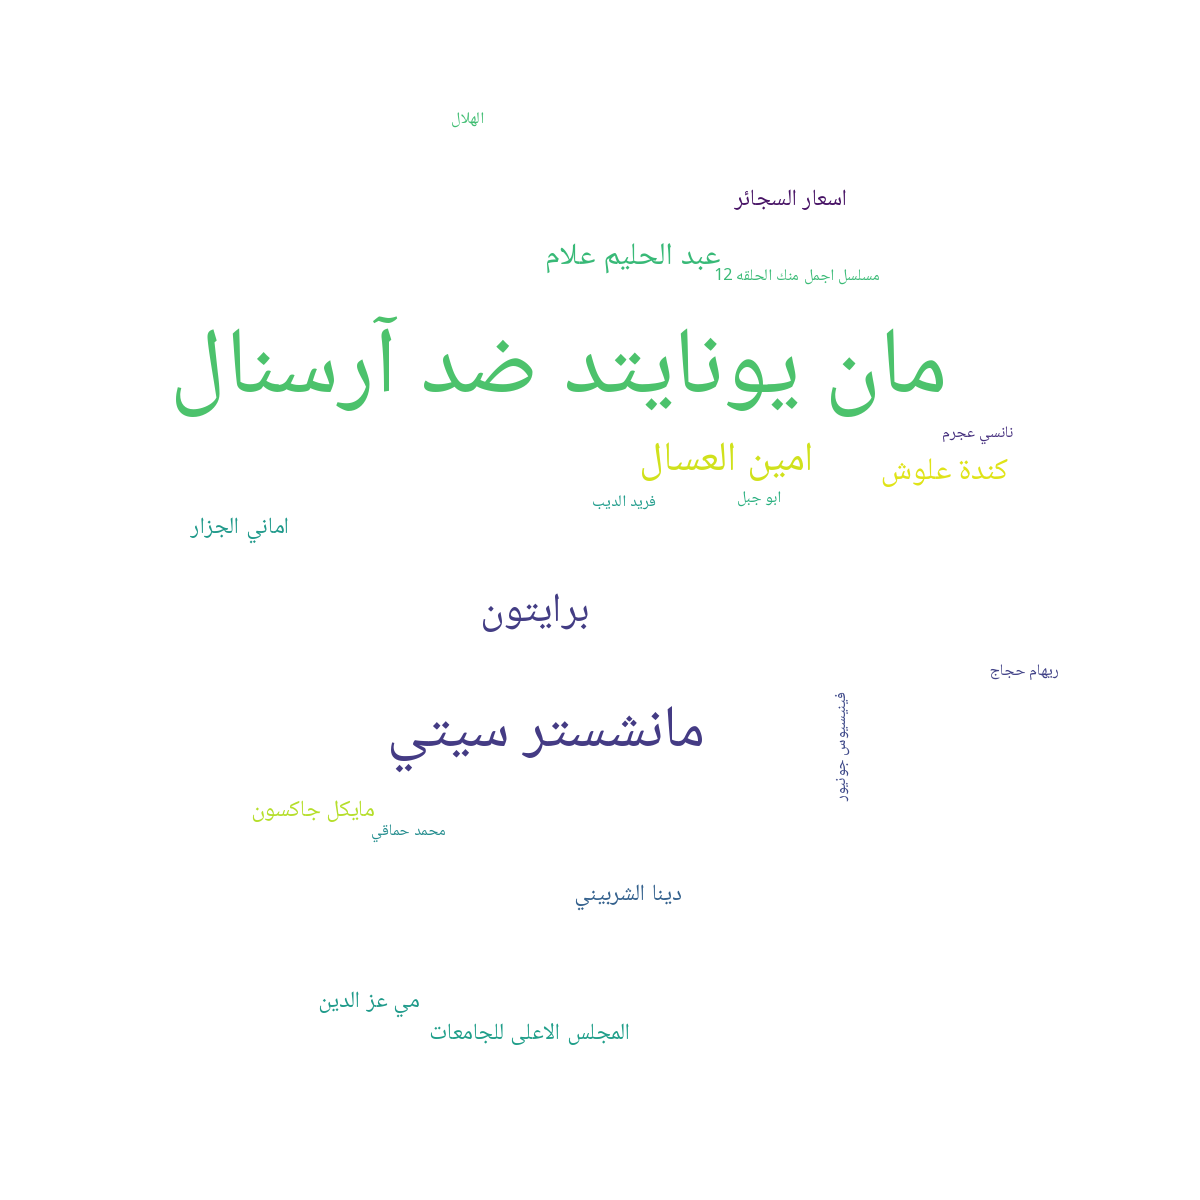 الهلال
اسعار السجائر
عبد الحليم علام
مسلسل اجمل منك الحلقه 12
مان يونايتد ضد آرسنال
نانسي عجرم
امين العسال
كندة علوش
ابو جبل
فريد الديب
اماني الجزار
برايتون
ريهام حجاج
مانشستر سيتي
فينيسيوس جونيور
مايكل جاكسون
محمد حماقي
دينا الشربيني
مي عز الدين
المجلس الاعلى للجامعات